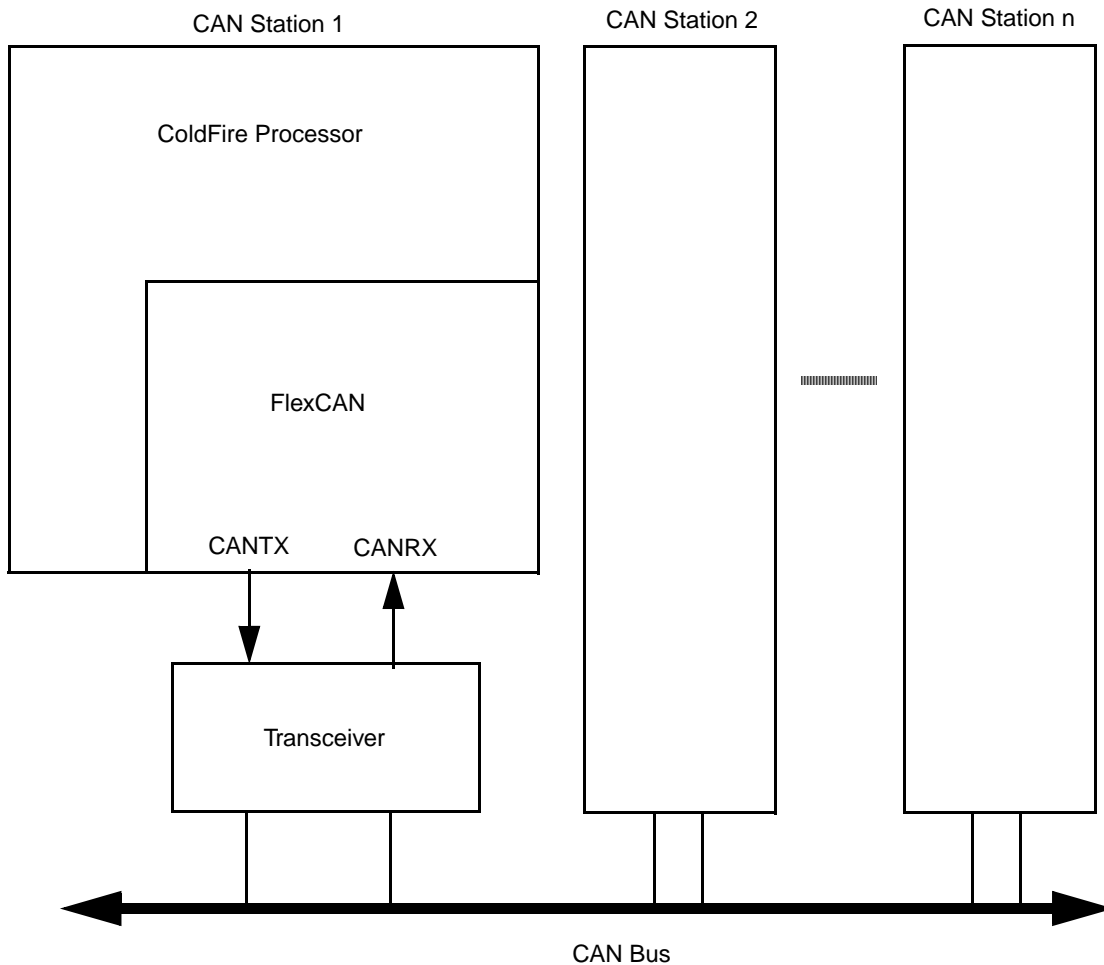 CAN Station 1
CAN Station 2
CAN Station n
ColdFire Processor
FlexCAN
CANTX
CANRX
Transceiver
CAN Bus